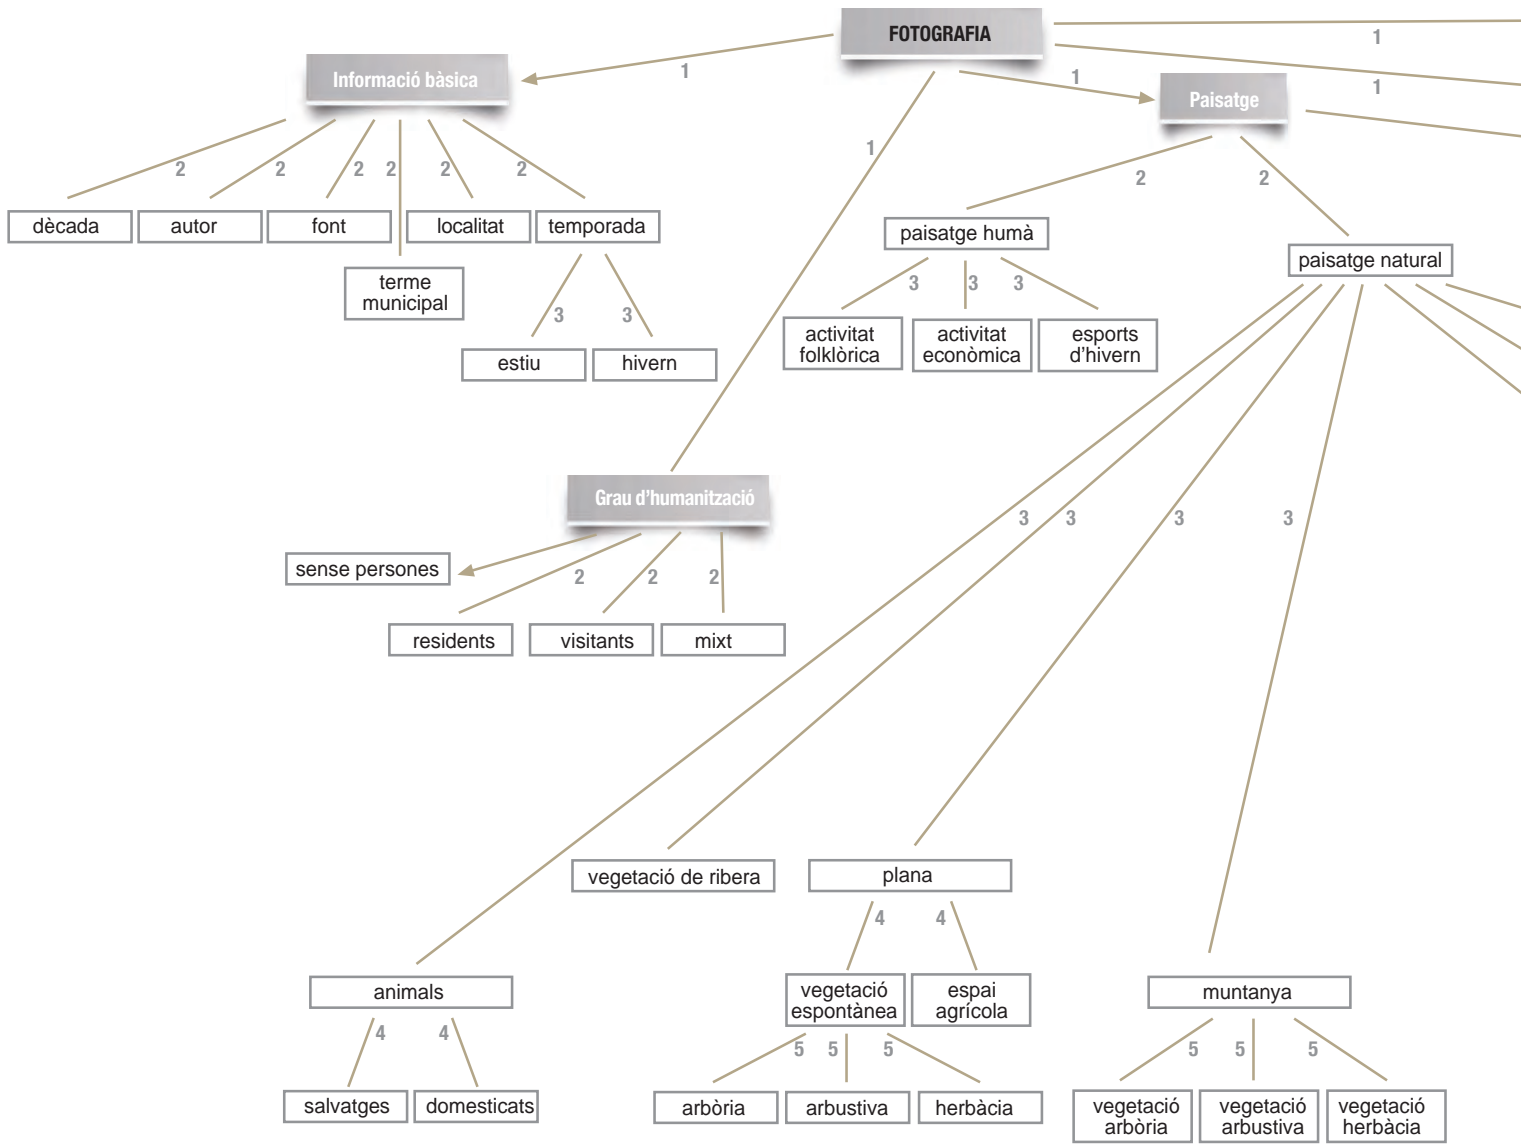 FOTOGRAFIA
1
1
1
1
1
Informació bàsica
Paisatge
2
2
2
2
2
2
dècada
autor
font
localitat
temporada
terme
municipal
3
3
estiu
hivern
2
2
paisatge humà
paisatge natural
3
3
3
activitat
folklòrica
activitat
econòmica
esports
d’hivern
Grau d’humanització
sense persones
2
2
2
residents
visitants
mixt
3
3
3
3
vegetació de ribera
plana
4
4
animals
vegetació
espontània
espai
agrícola
muntanya
4
4
5
5
5
5
5
5
salvatges
domesticats
arbòria
arbustiva
herbàcia
vegetació
arbòria
vegetació
arbustiva
vegetació
herbàcia